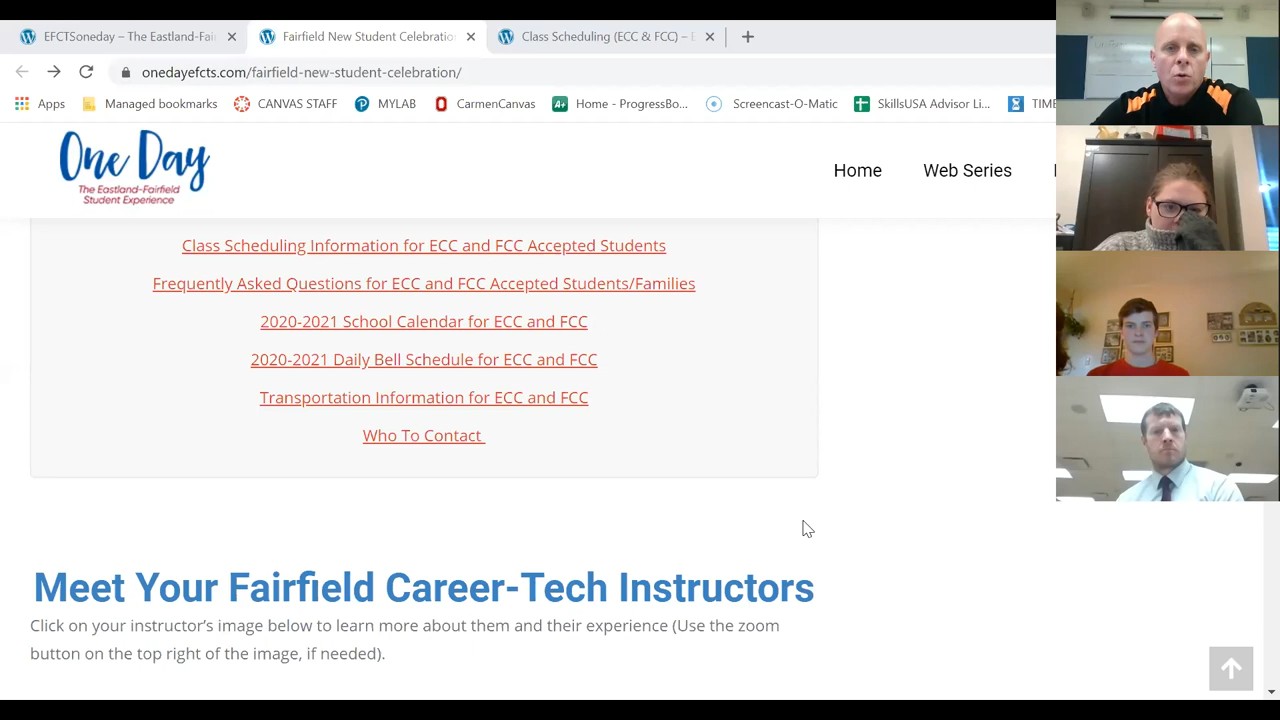 EFCTSoneday – The Eastland-Fai
Fairfield New Student Celebratio
Class Scheduling (ECC & FCC) – E
onedayefcts.com/fairfield-new-student-celebration/
Apps
Managed bookmarks
CANVAS STAFF
MYLAB
CarmenCanvas
Home - ProgressBo...
Screencast-O-Matic
SkillsUSA Advisor Li...
TIME
One Day
The Eastland-Fairfield
Student Experience
Home
Web Series
Class Scheduling Information for ECC and FCC Accepted Students
Frequently Asked Questions for ECC and FCC Accepted Students/Families
2020-2021 School Calendar for ECC and FCC
2020-2021 Daily Bell Schedule for ECC and FCC
Transportation Information for ECC and FCC
Who To Contact
Meet Your Fairfield Career-Tech Instructors
Click on your instructor's image below to learn more about them and their experience (Use the zoom
button on the top right of the image, if needed).